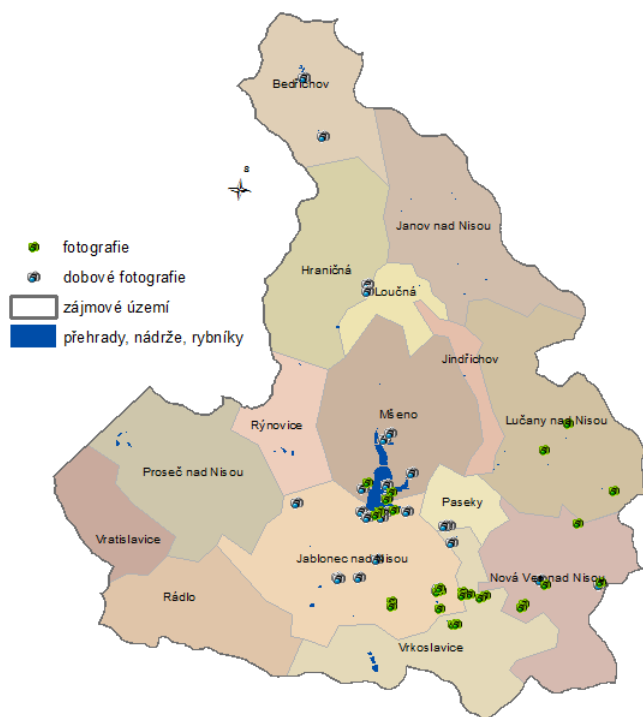 Bedřichov
S
Janov nad Nisou
fotografie
dobové fotografie
zájmové území
přehrady, nádrže, rybníky
Hraničná
Loučná
Jindřichov
Mšeno
Lučany nad Nisou
Rýnovice
Proseč nad Nisou
Paseky
Vratislavice
Jablonec nad Nisou
Nová Ves nad Nisou
Rádlo
Vrkoslavice